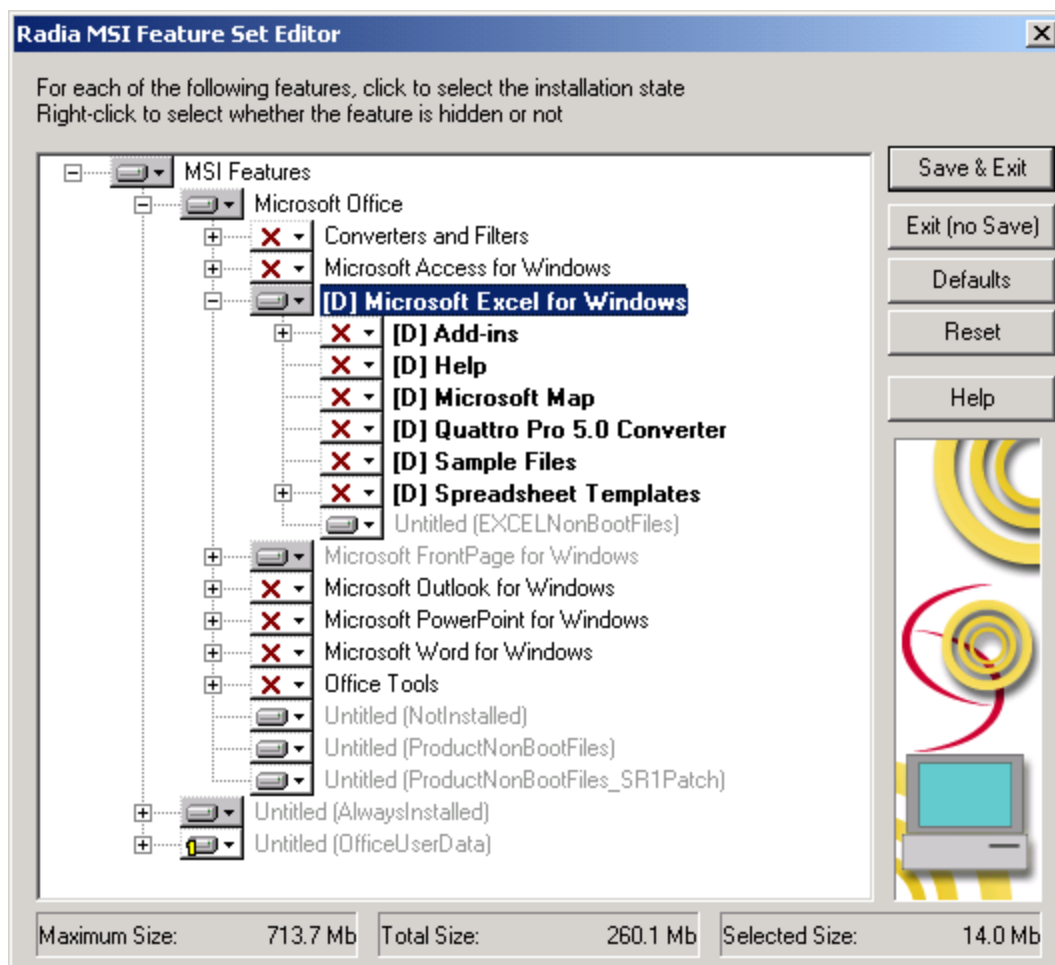 Radia MSI Feature Set Editor
For each of the following features, click to select the installation state
Right-click to select whether the feature is hidden or not
MSI Features
Microsoft Office
Converters and Filters
Microsoft Access for Windows
[D] Microsoft Excel for Windows
[D] Add-ins
[D] Help
[D] Microsoft Map
[D] Quattro Pro 5.0 Converter
[D] Sample Files
[D] Spreadsheet Templates
Untitled (EXCELNonBootFiles)
Microsoft FrontPage for Windows
Microsoft Outlook for Windows
Microsoft PowerPoint for Windows
Microsoft Word for Windows
Office Tools
Untitled (NotInstalled)
Untitled (ProductNonBootFiles)
Untitled (ProductNonBootFiles_SR1Patch)
Untitled (AlwaysInstalled)
1 Untitled (OfficeUserData)
Save & Exit
Exit (no Save)
Defaults
Reset
Help
Maximum Size: 713.7 Mb Total Size: 260.1 Mb Selected Size: 14.0 Mb